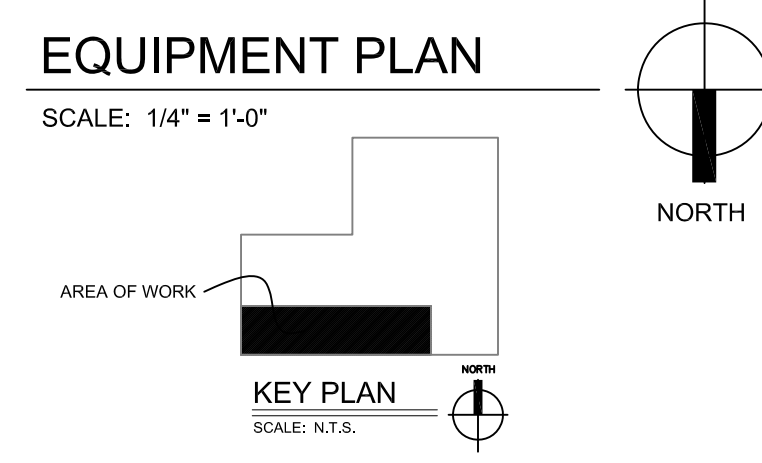 EQUIPMENT PLAN
SCALE: 1/4" = 1'-0"
NORTH
AREA OF WORK
NORTH
KEY PLAN
SCALE: N.T.S.